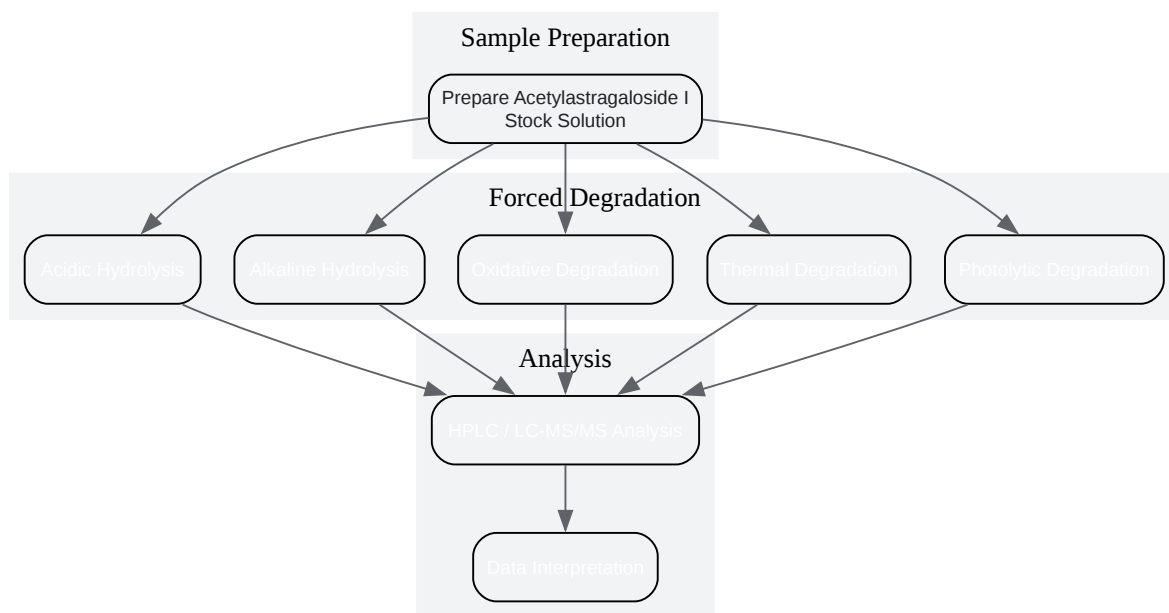 Sample Preparation
Prepare Acetylastragaloside I
Stock Solution
Forced Degradation
Acidic Hydrolysis
Alkaline Hydrolysis
Oxidative Degradation
Thermal Degradation
Photolytic Degradation
Analysis
HPLC / LC-MS/MS Analysis
Data Interpretation